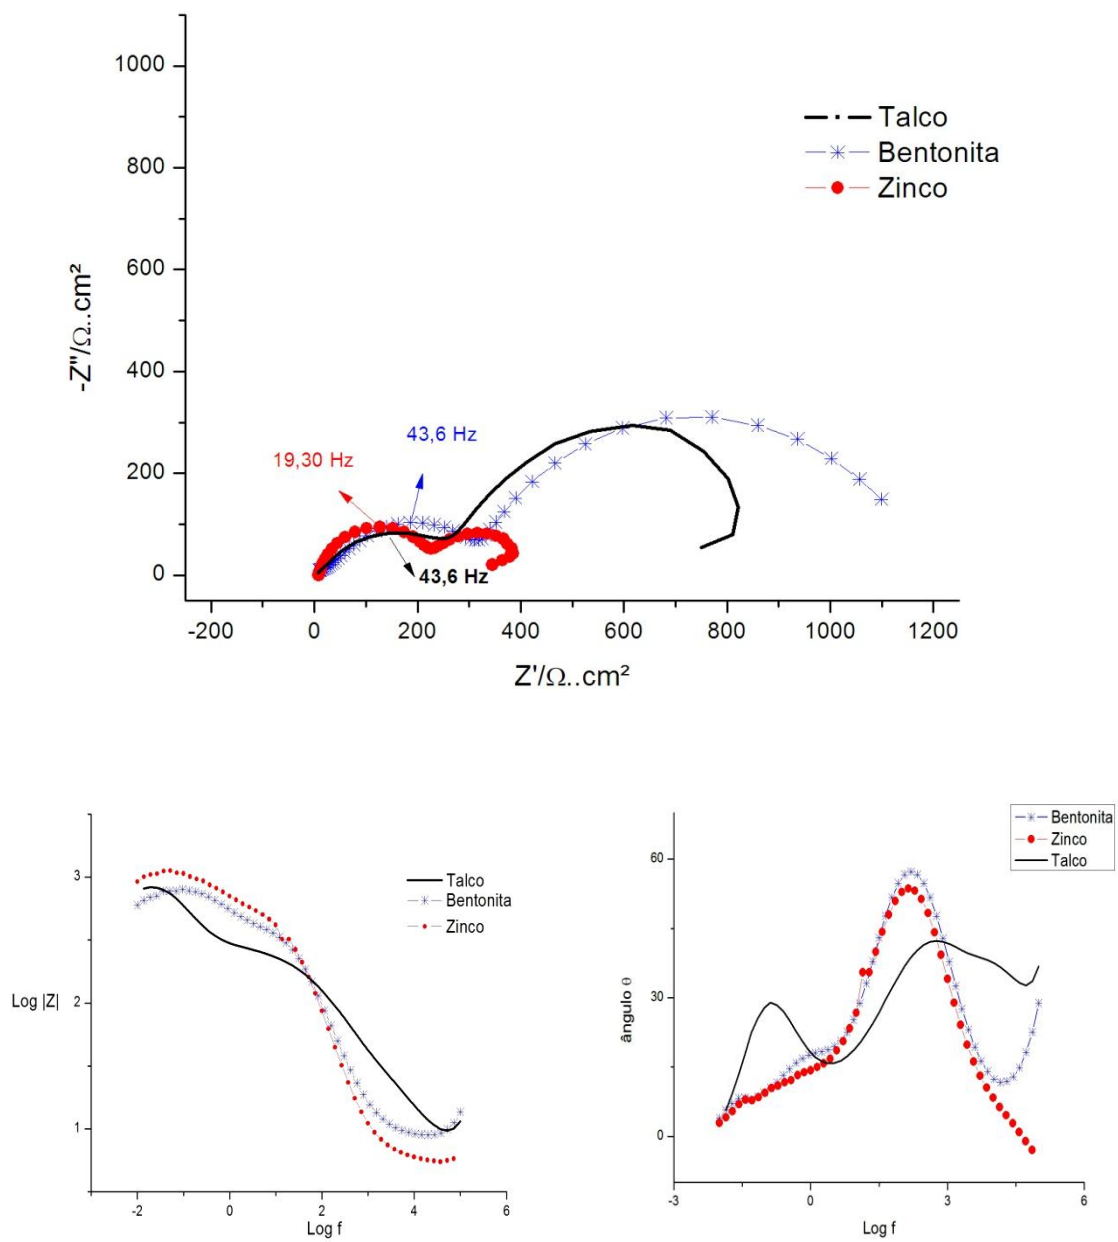 1000
800
600
400
200
0
-Z"/Ω..cm²
Talco
Bentonita
Zinco
43,6 Hz
19,30 Hz
43,6 Hz
-200 0 200 400 600 800 1000 1200
Z'/Ω..cm²
3
2
1
Log |Z|
Talco
Bentonita
Zinco
-2 0 2 4 6
Log f
60
30
0
ângulo θ
Bentonita
Zinco
Talco
-3 0 3 6
Log f